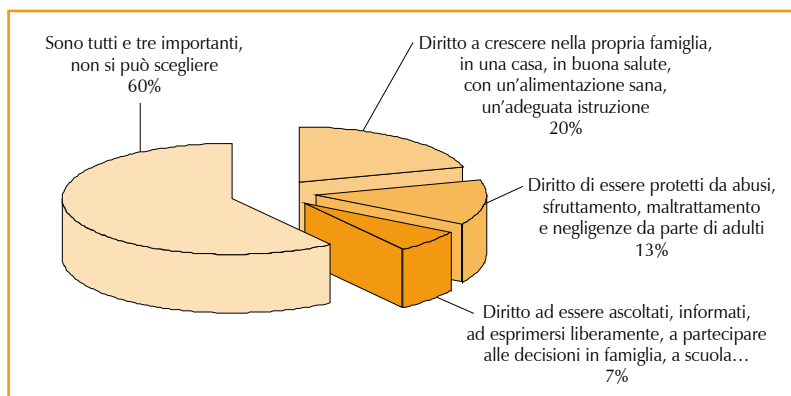 Sono tutti e tre importanti,
non si può scegliere
60%
Diritto a crescere nella propria famiglia,
in una casa, in buona salute,
con un'alimentazione sana,
un'adeguata istruzione
20%
Diritto di essere protetti da abusi,
sfruttamento, maltrattamento
e negligenze da parte di adulti
13%
Diritto ad essere ascoltati, informati,
ad esprimersi liberamente, a partecipare
alle decisioni in famiglia, a scuola…
7%